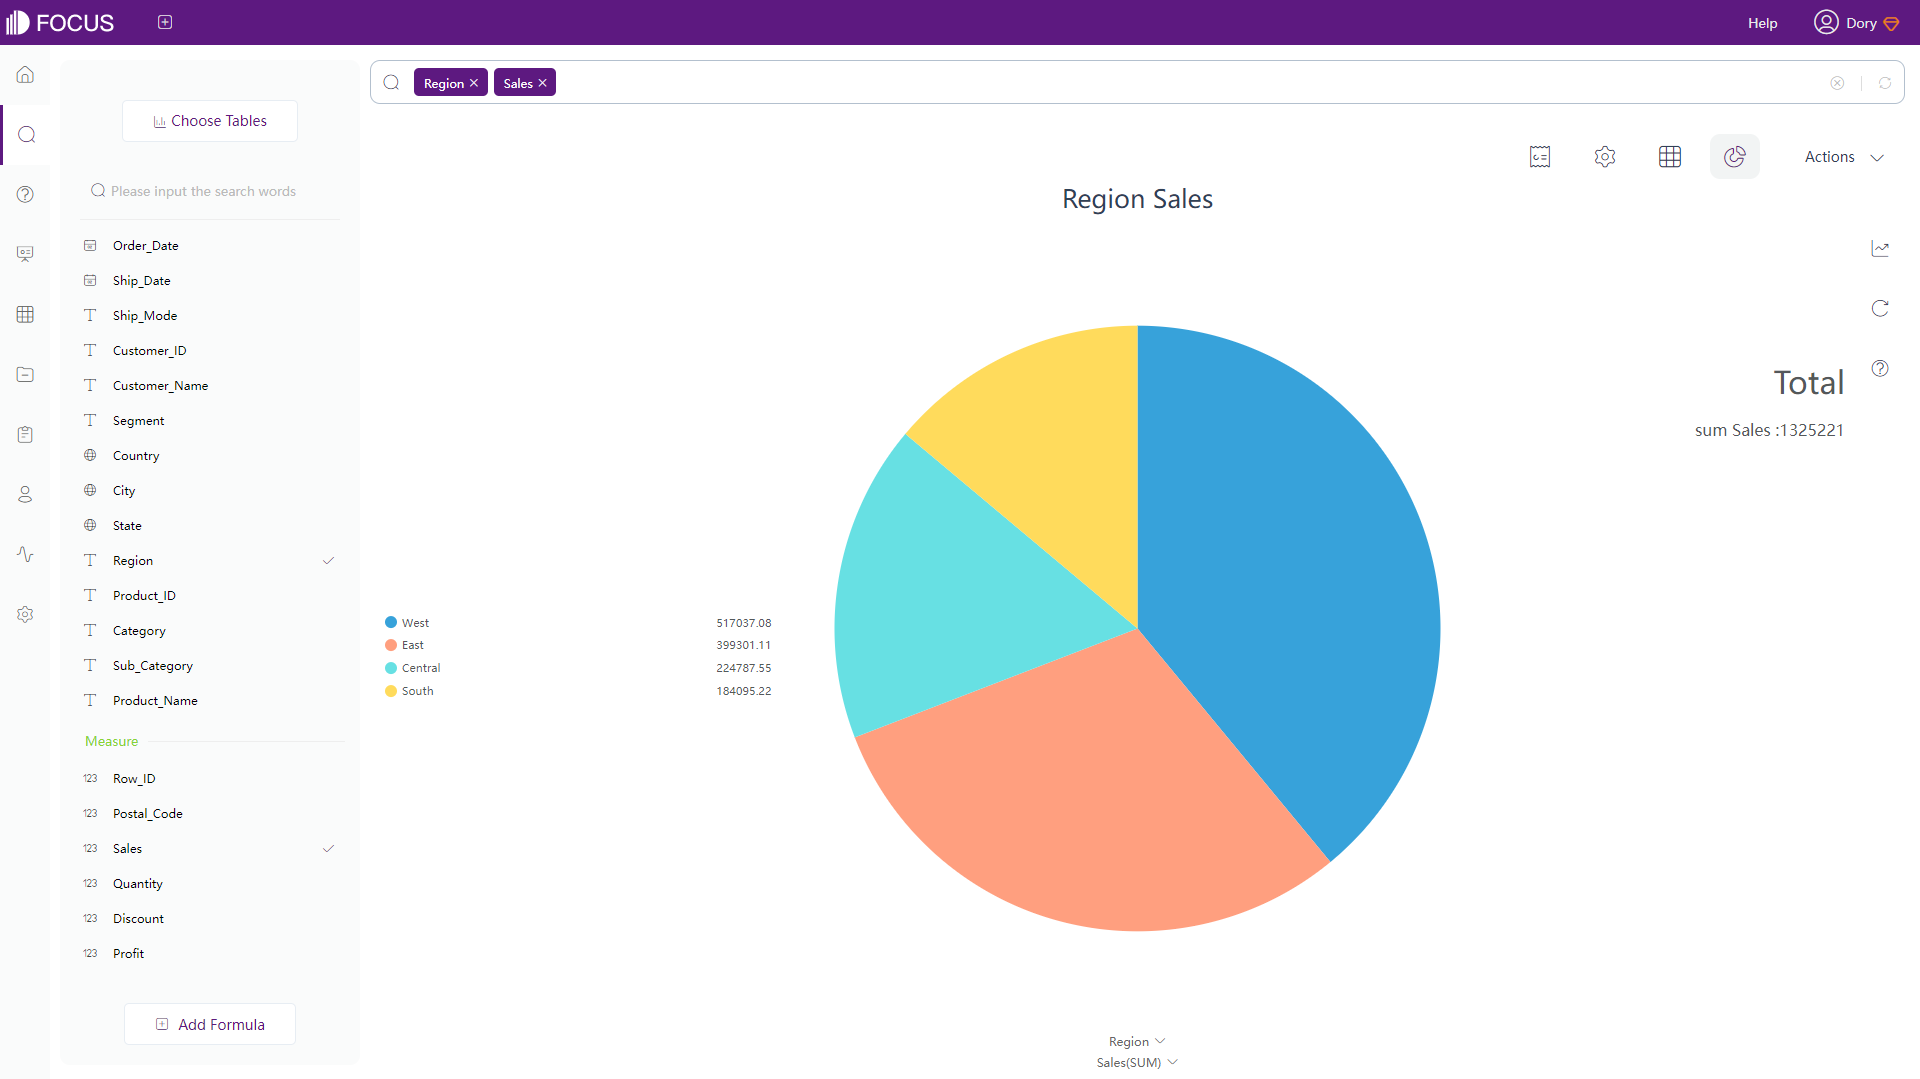 FOCUS
Help
Dory
Choose Tables
Please input the search words
Order_Date
Ship_Date
Ship_Mode
Customer_ID
Customer_Name
Segment
Country
City
State
Region
Product_ID
Category
Sub_Category
Product_Name
Measure
123 Row_ID
123 Postal_Code
123 Sales
123 Quantity
123 Discount
123 Profit
Add Formula
Region × Sales ×
Actions
Region Sales
Total
sum Sales :1325221
West 517037.08
East 399301.11
Central 224787.55
South 184095.22
Region
Sales(SUM)